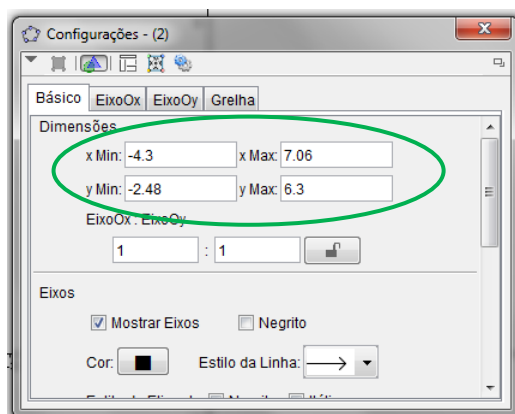 Configurações - (2)
Básico EixoOx EixoOy Grelha
Dimensões
x Min: -4.3 x Max: 7.06
y Min: -2.48 y Max: 6.3
EixoOx : EixoOy
1 : 1
Eixos
Mostrar Eixos Negrito
Cor: Estilo da Linha: